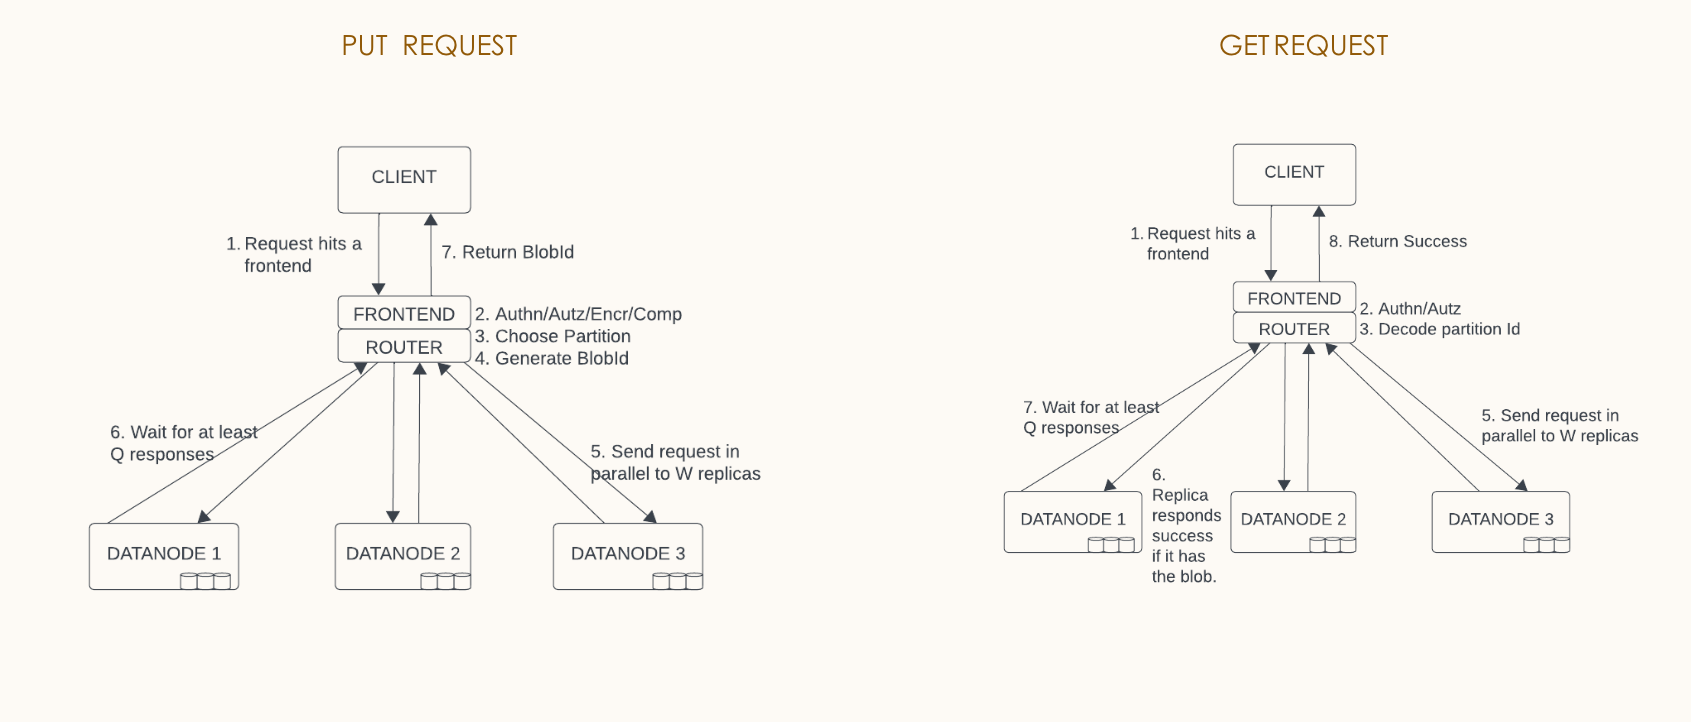 PUT REQUEST
CLIENT
1. Request hits a
frontend
7. Return BlobId
FRONTEND
ROUTER
2. Authn/Autz/Encr/Comp
3. Choose Partition
4. Generate BlobId
6. Wait for at least
Q responses
5. Send request in
parallel to W replicas
DATANODE 1
DATANODE 2
DATANODE 3
GET REQUEST
CLIENT
1. Request hits a
frontend
8. Return Success
FRONTEND
ROUTER
2. Authn/Autz
3. Decode partition Id
7. Wait for at least
Q responses
5. Send request in
parallel to W replicas
6.
Replica
responds
success
if it has
the blob.
DATANODE 1
DATANODE 2
DATANODE 3